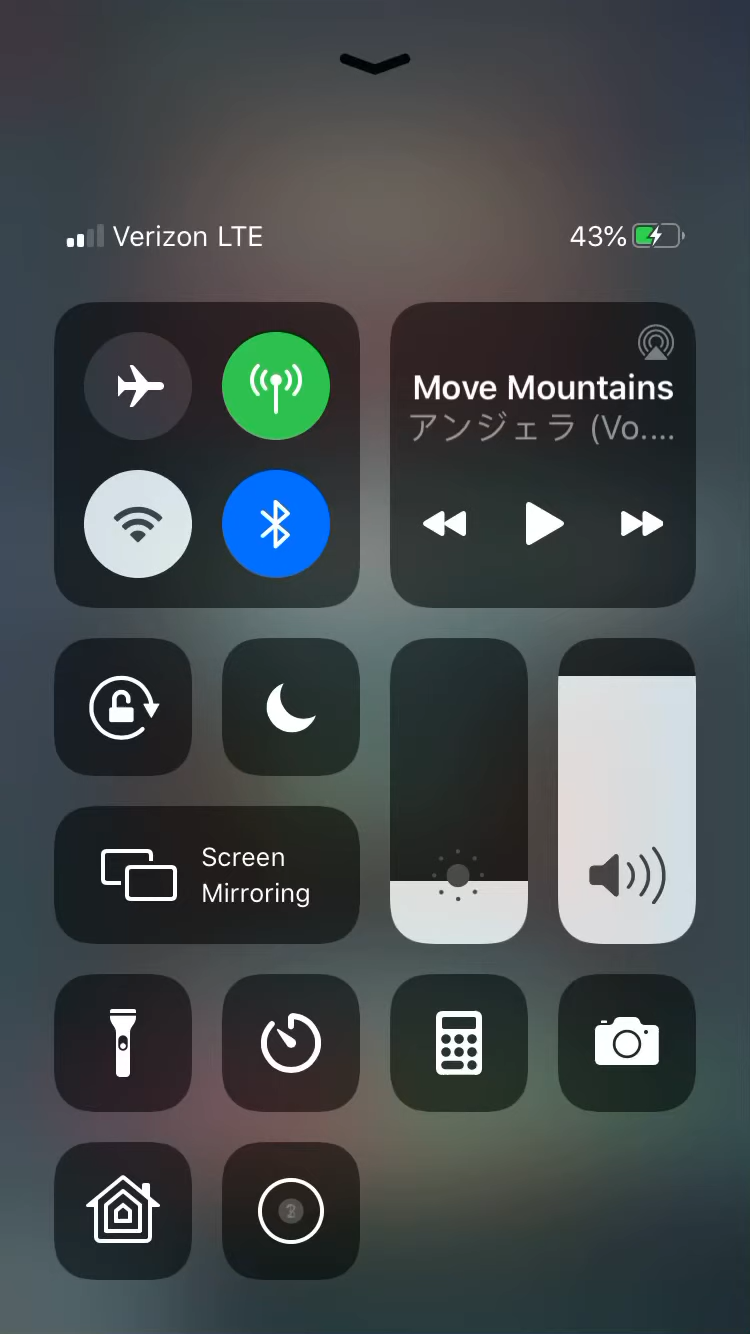 Verizon LTE
43%
Move Mountains
アンジェラ (Vo....
Screen
Mirroring